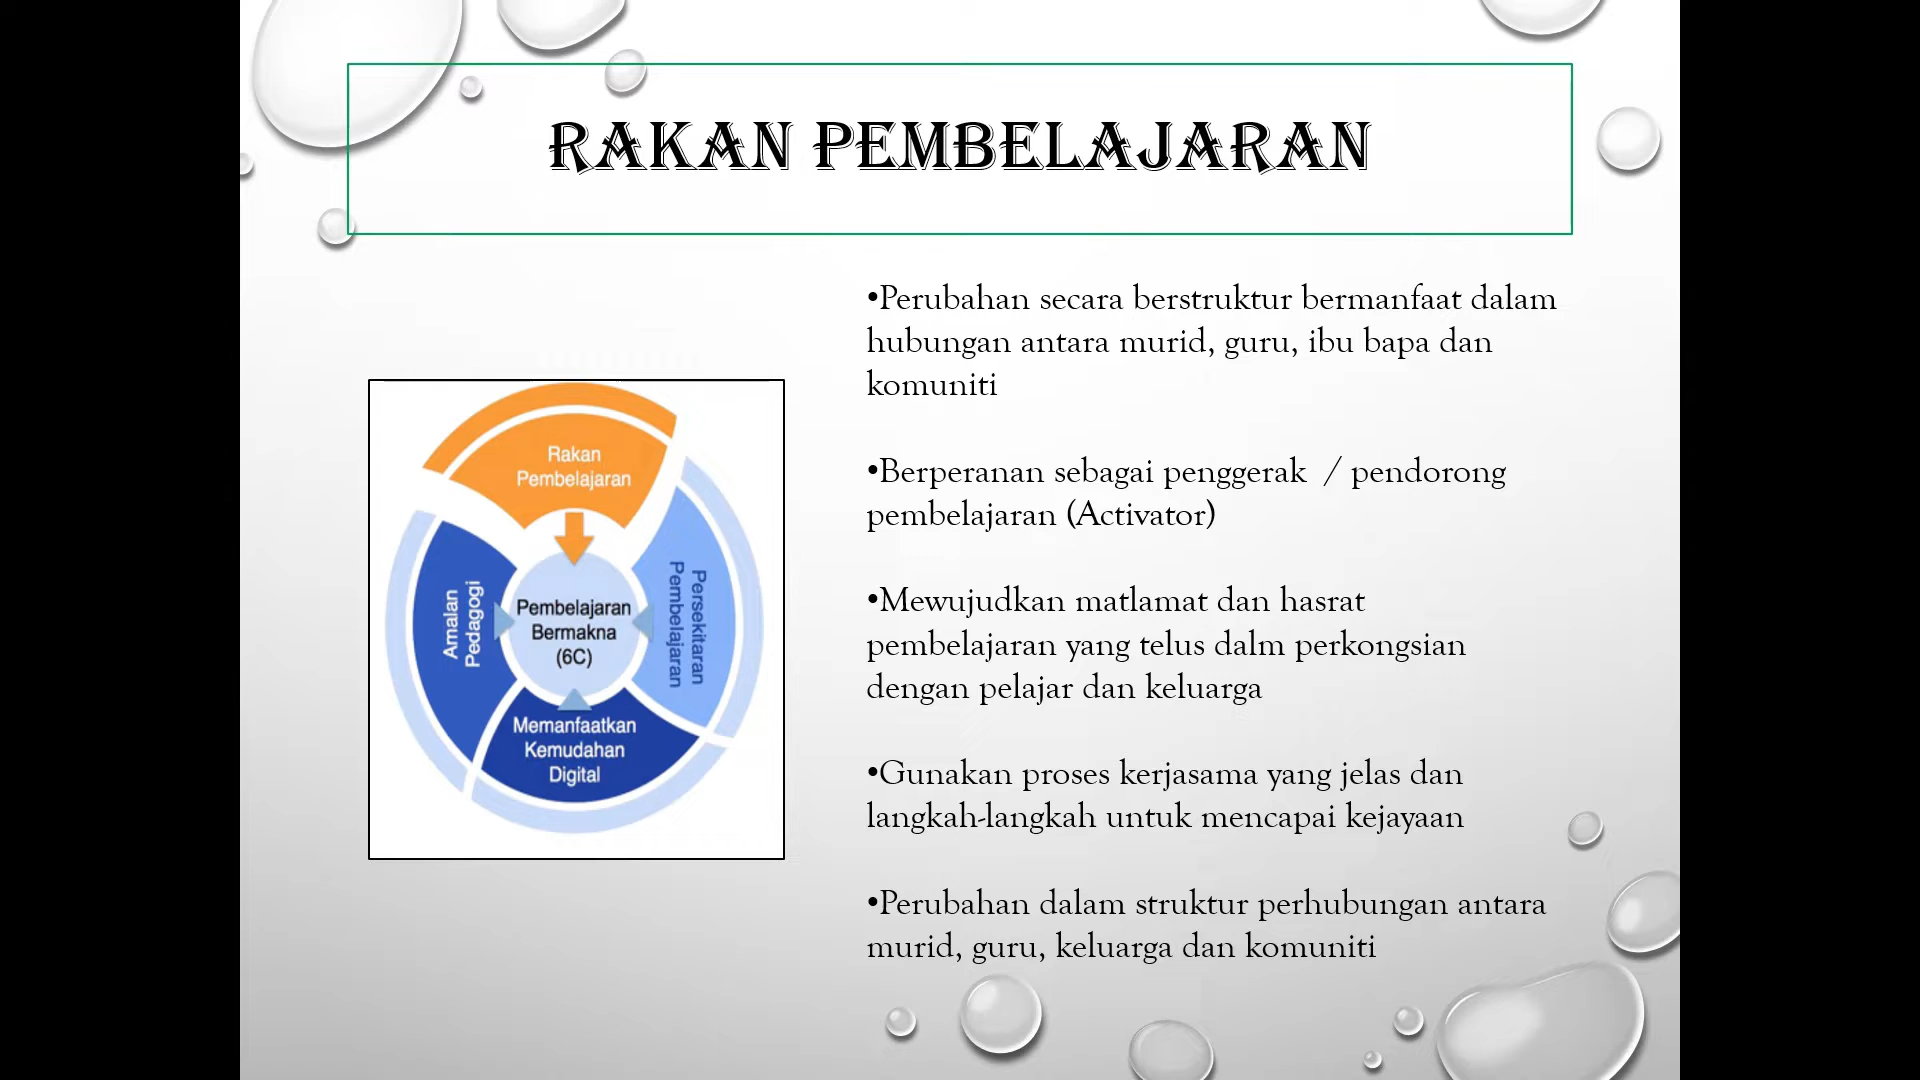 RAKAN PEMBELAJARAN
Rakan
Pembelajaran
Amalan
Pedagogi
Pembelajaran
Bermakna
(6C)
Persekitaran
Pembelajaran
Memanfaatkan
Kemudahan
Digital
•Perubahan secara berstruktur bermanfaat dalam
hubungan antara murid, guru, ibu bapa dan
komuniti
•Berperanan sebagai penggerak / pendorong
pembelajaran (Activator)
•Mewujudkan matlamat dan hasrat
pembelajaran yang telus dalm perkongsian
dengan pelajar dan keluarga
•Gunakan proses kerjasama yang jelas dan
langkah-langkah untuk mencapai kejayaan
•Perubahan dalam struktur perhubungan antara
murid, guru, keluarga dan komuniti